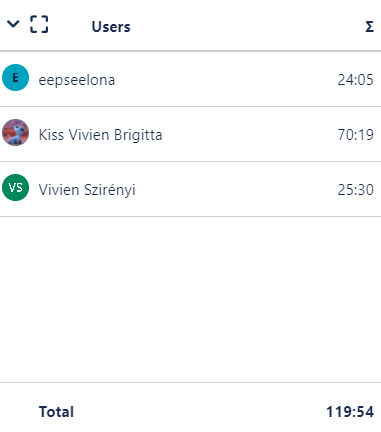 Users Σ
E eepseelona 24:05
Kiss Vivien Brigitta 70:19
VS Vivien Szirényi 25:30
Total 119:54